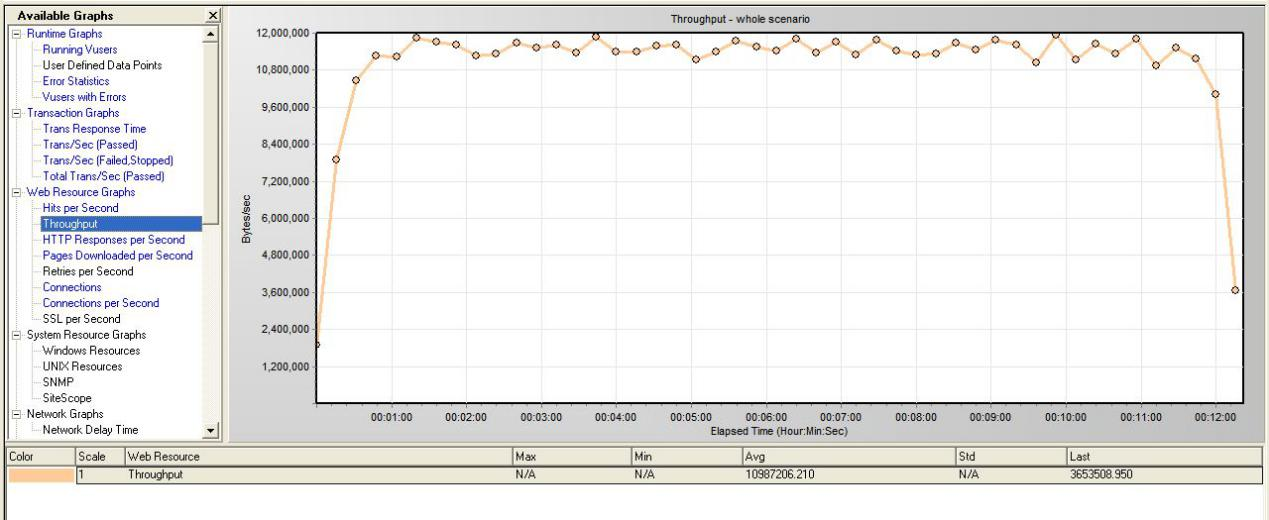 Available Graphs
Runtime Graphs
Running Vusers
User Defined Data Points
Error Statistics
Vusers with Errors
Transaction Graphs
Trans Response Time
Trans/Sec (Passed)
Trans/Sec (Failed,Stopped)
Total Trans/Sec (Passed)
Web Resource Graphs
Hits per Second
Throughput
HTTP Responses per Second
Pages Downloaded per Second
Retries per Second
Connections
Connections per Second
SSL per Second
System Resource Graphs
Windows Resources
UNIX Resources
SNMP
SiteScope
Network Graphs
Network Delay Time
Throughput - whole scenario
Bytes/sec
12,000,000
10,800,000
9,600,000
8,400,000
7,200,000
6,000,000
4,800,000
3,600,000
2,400,000
1,200,000
00:01:00 00:02:00 00:03:00 00:04:00 00:05:00 00:06:00 00:07:00 00:08:00 00:09:00 00:10:00 00:11:00 00:12:00
Elapsed Time (Hour:Min:Sec)
Color Scale Web Resource Max Min Avg Std Last
1 Throughput N/A N/A 10987206.210 N/A 3653508.950